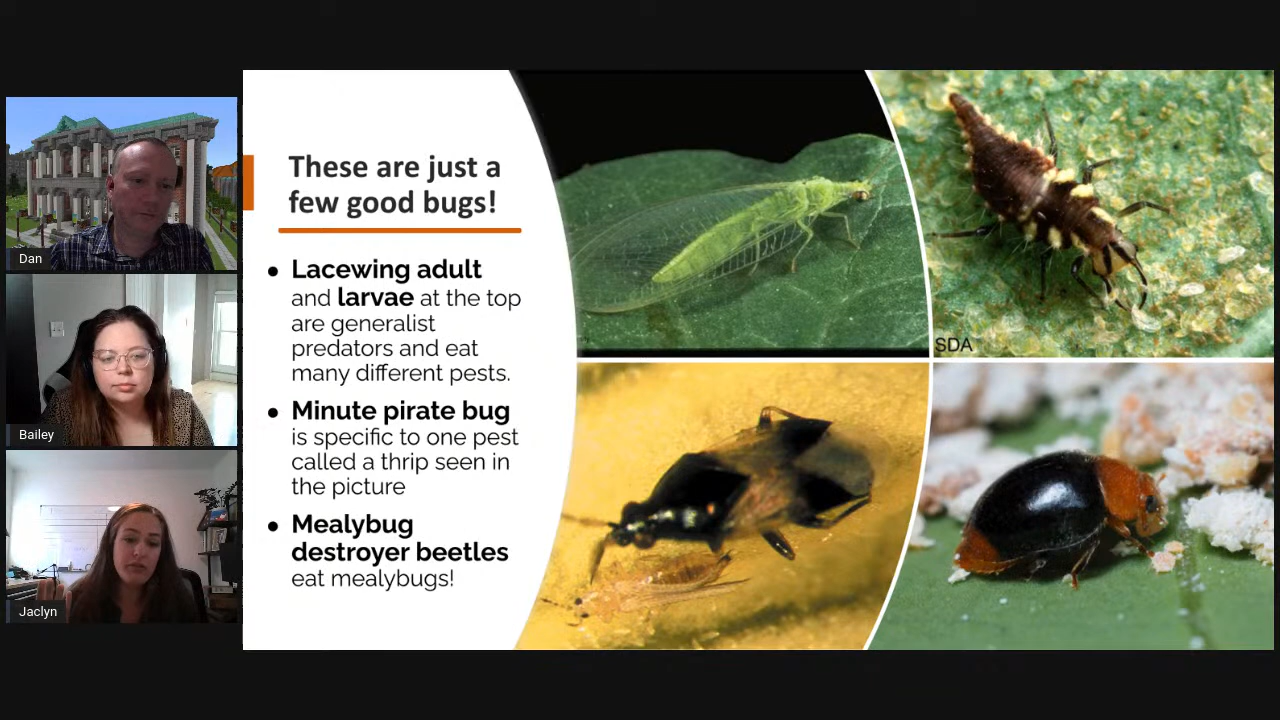 Dan
Bailey
Jaclyn
These are just a
few good bugs!
● Lacewing adult
and larvae at the top
are generalist
predators and eat
many different pests.
● Minute pirate bug
is specific to one pest
called a thrip seen in
the picture
● Mealybug
destroyer beetles
eat mealybugs!
SDA